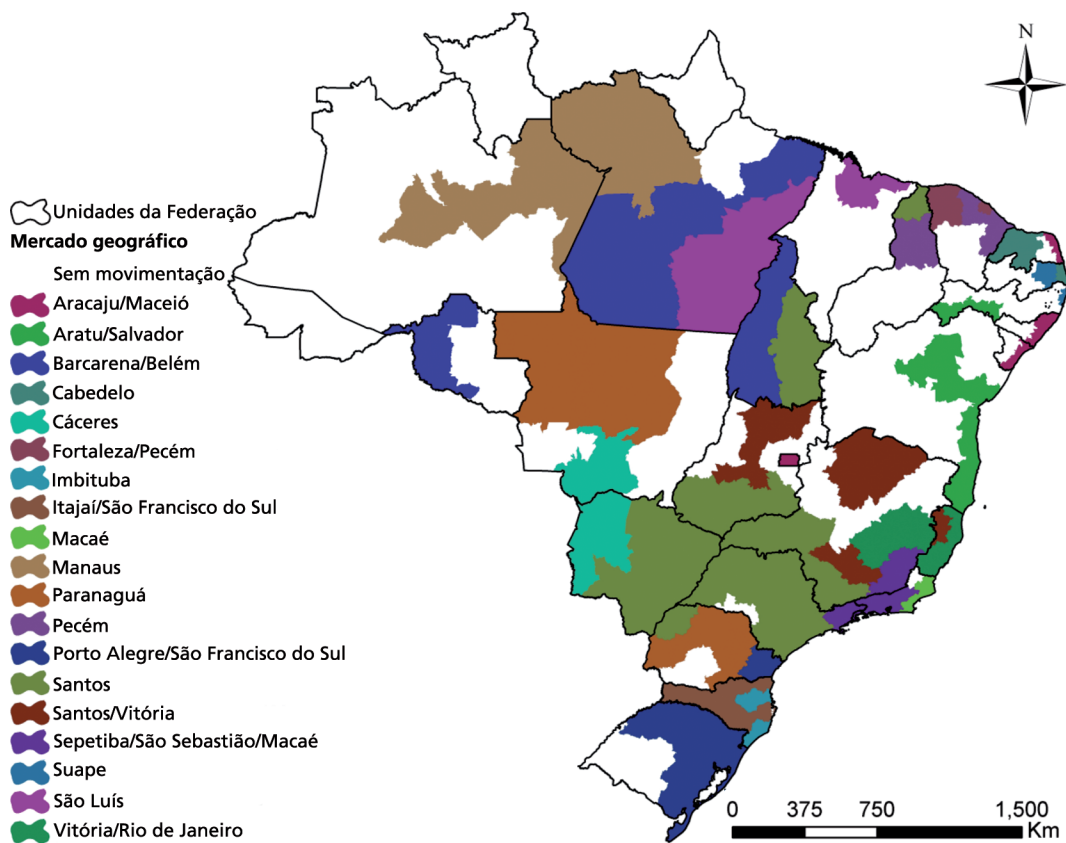 N
Unidades da Federação
Mercado geográfico
Sem movimentação
Aracaju/Maceió
Aratu/Salvador
Barcarena/Belém
Cabedelo
Cáceres
Fortaleza/Pecém
Imbituba
Itajaí/São Francisco do Sul
Macaé
Manaus
Paranaguá
Pecém
Porto Alegre/São Francisco do Sul
Santos
Santos/Vitória
Sepetiba/São Sebastião/Macaé
Suape
São Luís
Vitória/Rio de Janeiro
0 375 750 1,500
Km